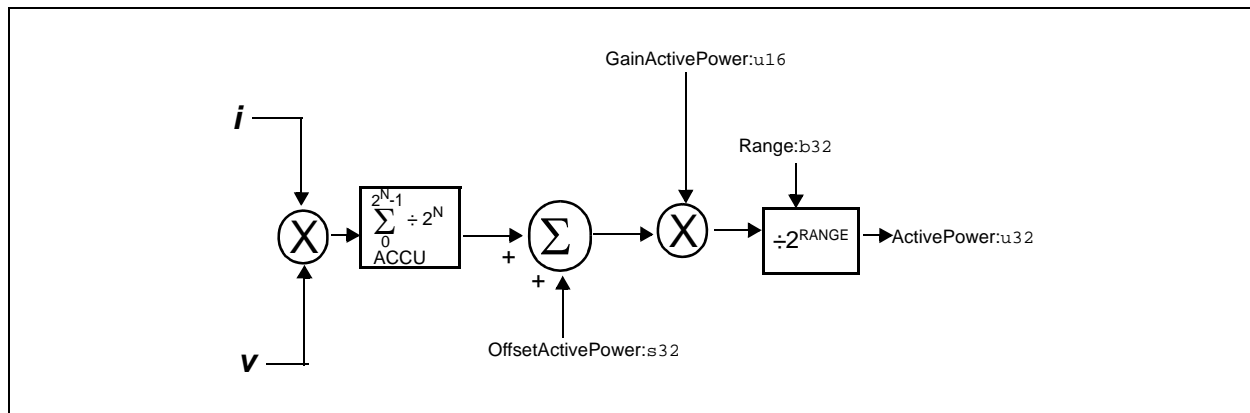 GainActivePower:u16
i
Range:b32
2^N-1
∑ ÷ 2^N
0
ACCU
X
+
Σ
+
X
÷2^RANGE
ActivePower:u32
OffsetActivePower:s32
v